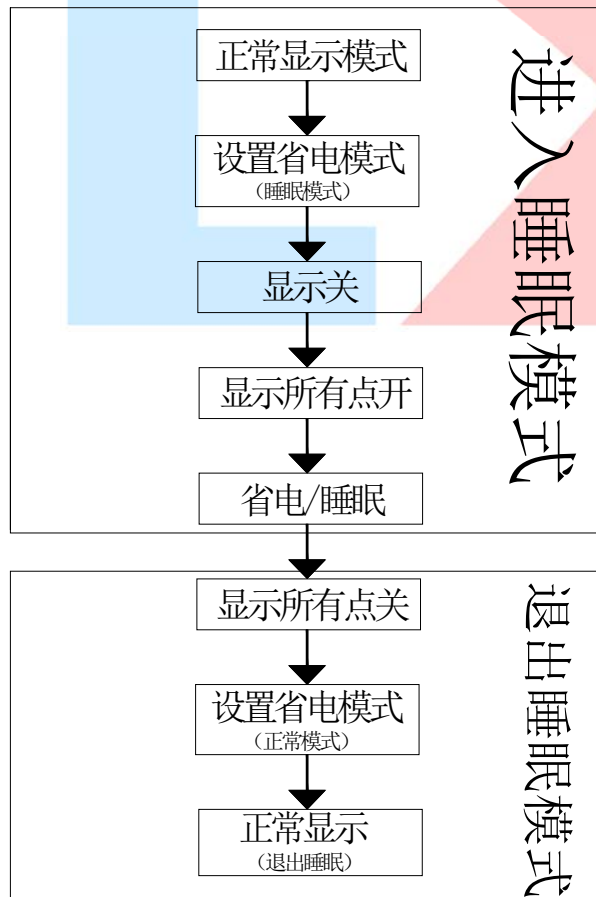 进入睡眠模式
正常显示模式
设置省电模式
（睡眠模式）
显示关
显示所有点开
省电/睡眠
退出睡眠模式
显示所有点关
设置省电模式
（正常模式）
正常显示
（退出睡眠）